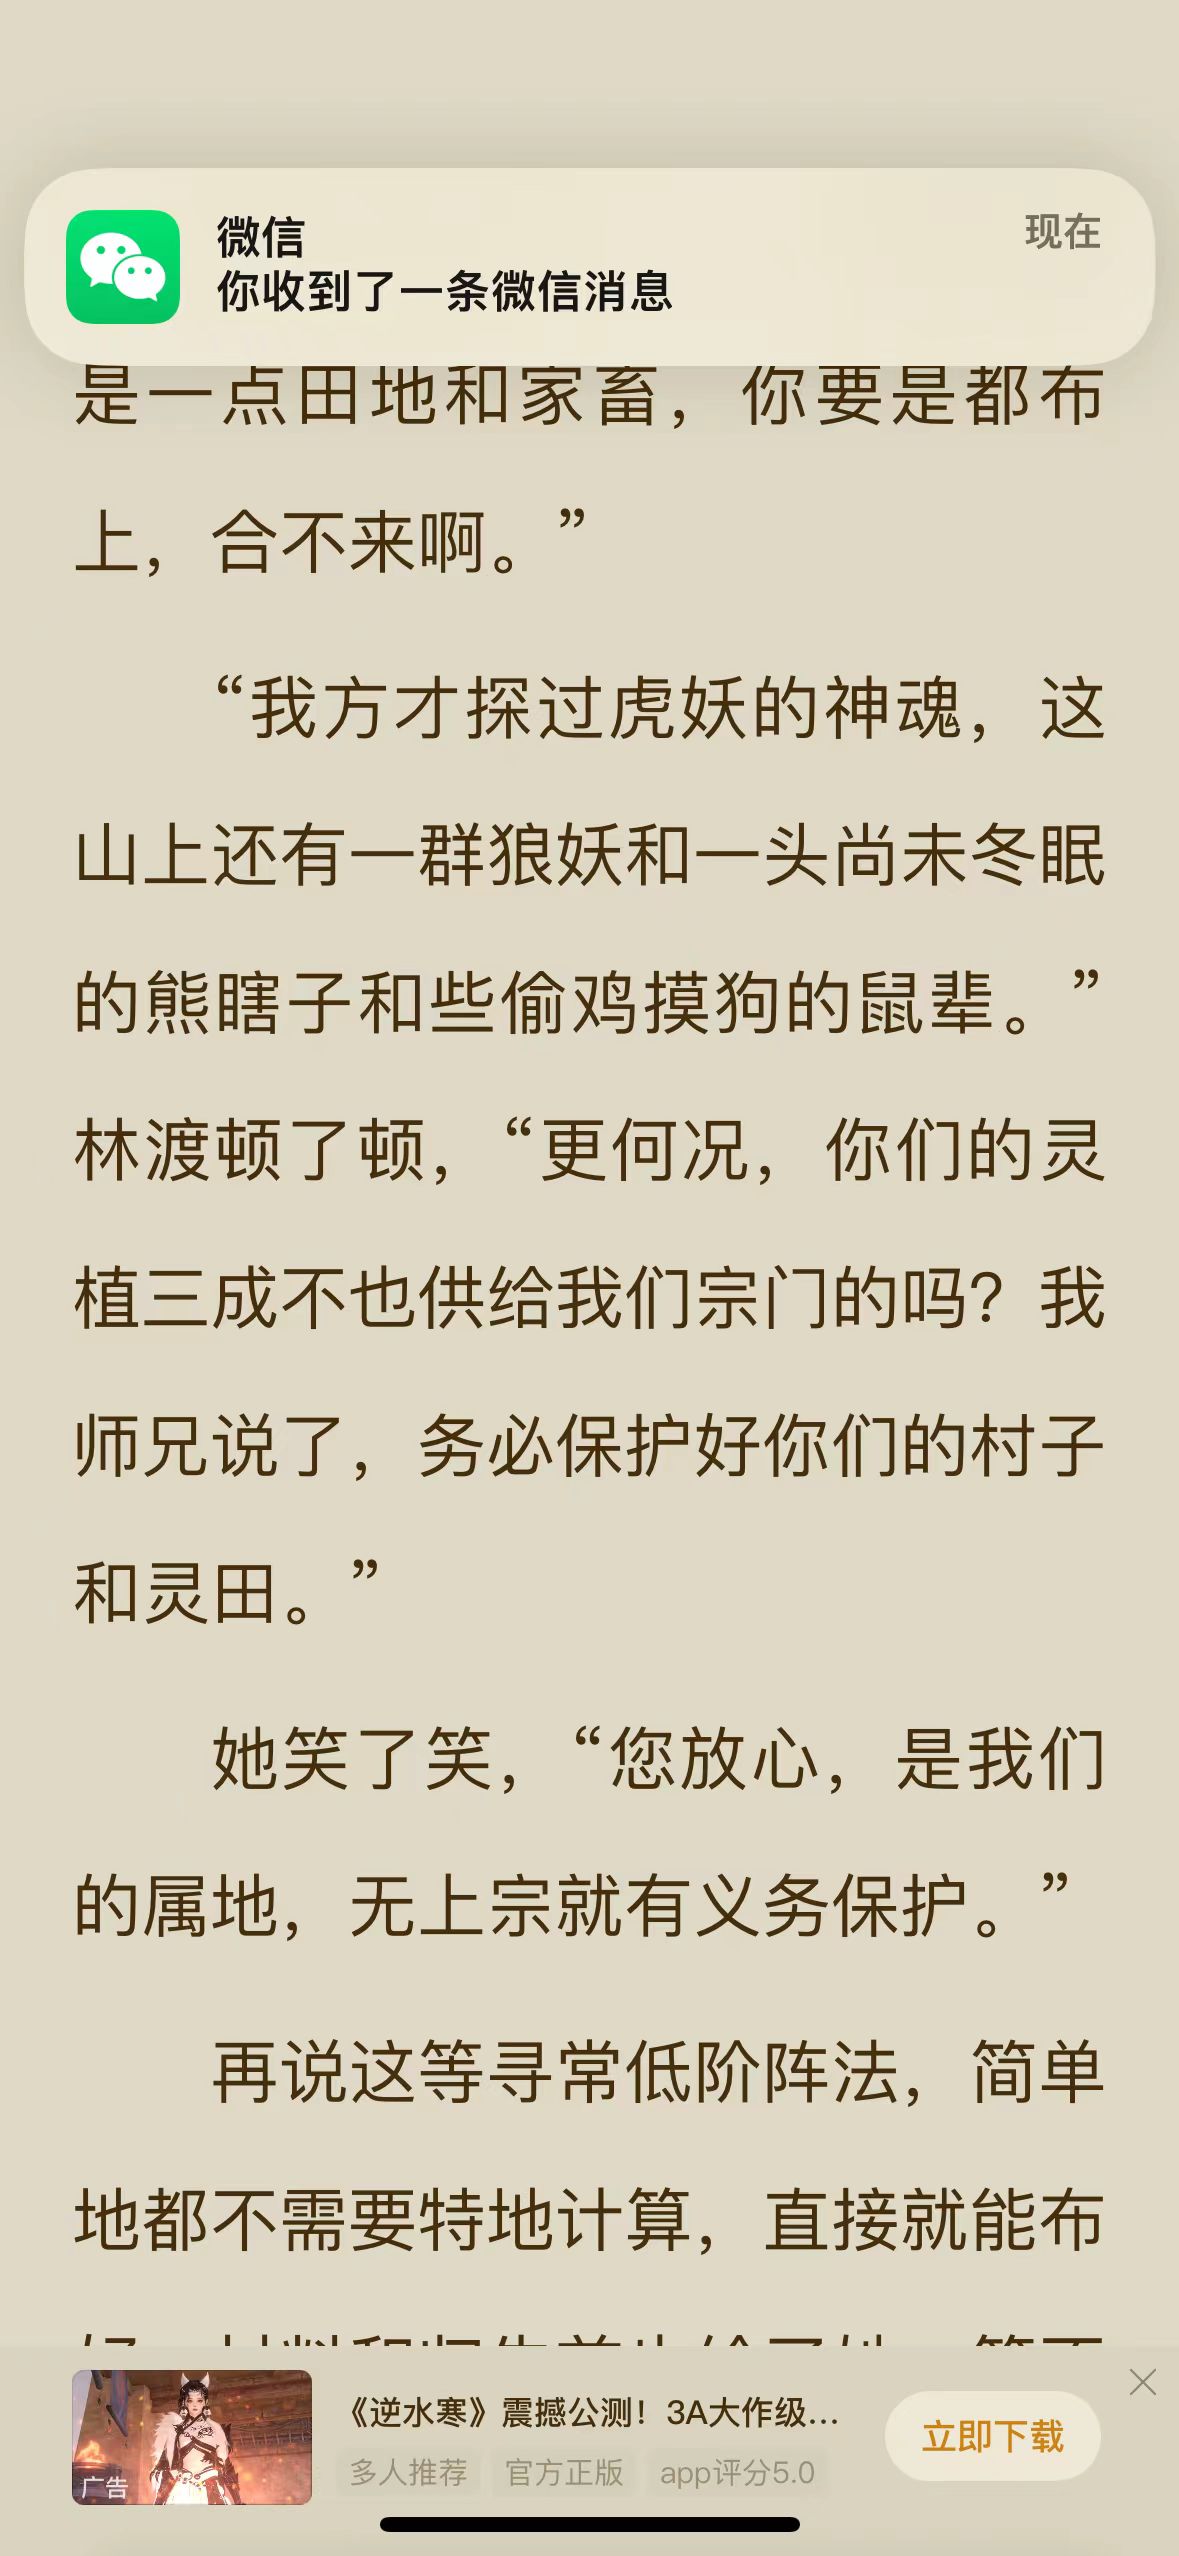 微信
现在
你收到了一条微信消息
是一点田地和家畜，你要是都布
上，合不来啊。”
“我方才探过虎妖的神魂，这
山上还有一群狼妖和一头尚未冬眠
的熊瞎子和些偷鸡摸狗的鼠辈。”
林渡顿了顿，“更何况，你们的灵
植三成不也供给我们宗门的吗？我
师兄说了，务必保护好你们的村子
和灵田。”
她笑了笑，“您放心，是我们
的属地，无上宗就有义务保护。”
再说这等寻常低阶阵法，简单
地都不需要特地计算，直接就能布
《逆水寒》震撼公测！3A大作级...
多人推荐 官方正版 app评分5.0
立即下载
广告